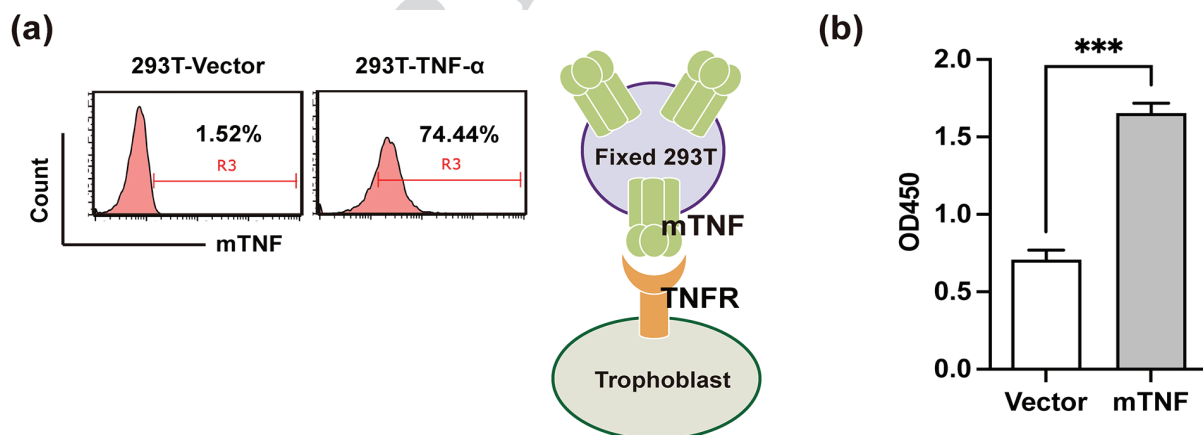 (a)
293T-Vector
293T-TNF-α
Count
1.52%
R3
74.44%
R3
mTNF
Fixed 293T
mTNF
TNFR
Trophoblast
(b)
***
OD450
2.0
1.5
1.0
0.5
0.0
Vector mTNF